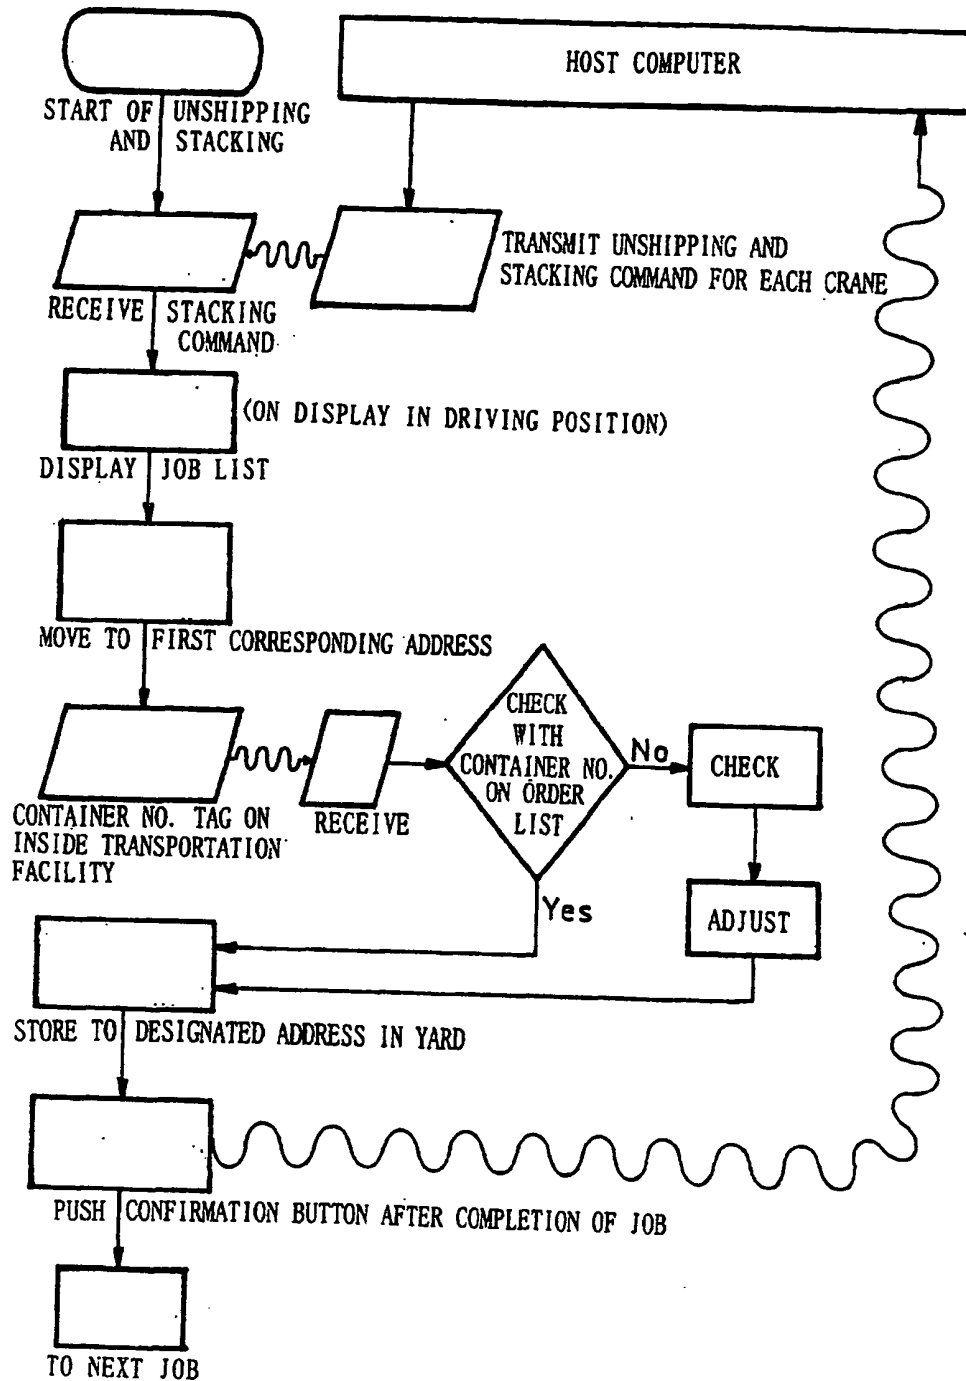 HOST COMPUTER
START OF UNSHIPPING
AND STACKING
TRANSMIT UNSHIPPING AND
STACKING COMMAND FOR EACH CRANE
RECEIVE STACKING
COMMAND
(ON DISPLAY IN DRIVING POSITION)
DISPLAY JOB LIST
MOVE TO FIRST CORRESPONDING ADDRESS
CONTAINER NO. TAG ON
INSIDE TRANSPORTATION
FACILITY
RECEIVE
CHECK
WITH
CONTAINER NO.
ON ORDER
LIST
No
CHECK
Yes
ADJUST
STORE TO DESIGNATED ADDRESS IN YARD
PUSH CONFIRMATION BUTTON AFTER COMPLETION OF JOB
TO NEXT JOB